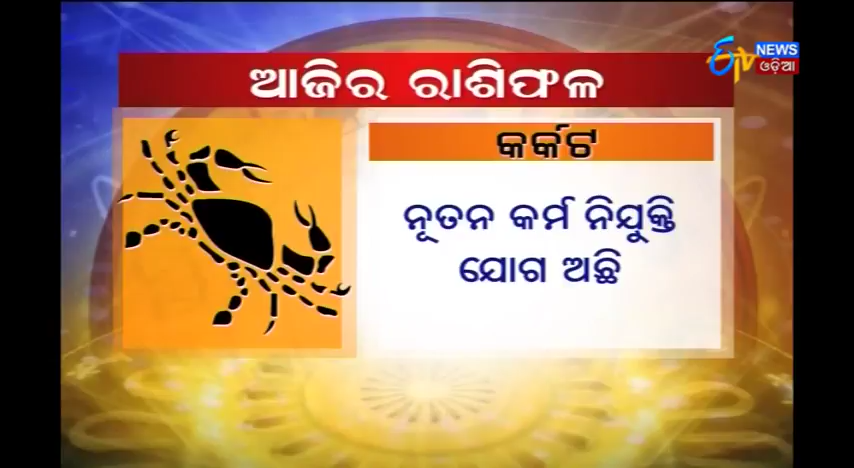 ଆଜିର ରାଶିଫଳ
ETV NEWS
ଓଡ଼ିଆ
କର୍କଟ
ନୂତନ କର୍ମ ନିଯୁକ୍ତି
ଯୋଗ ଅଛି